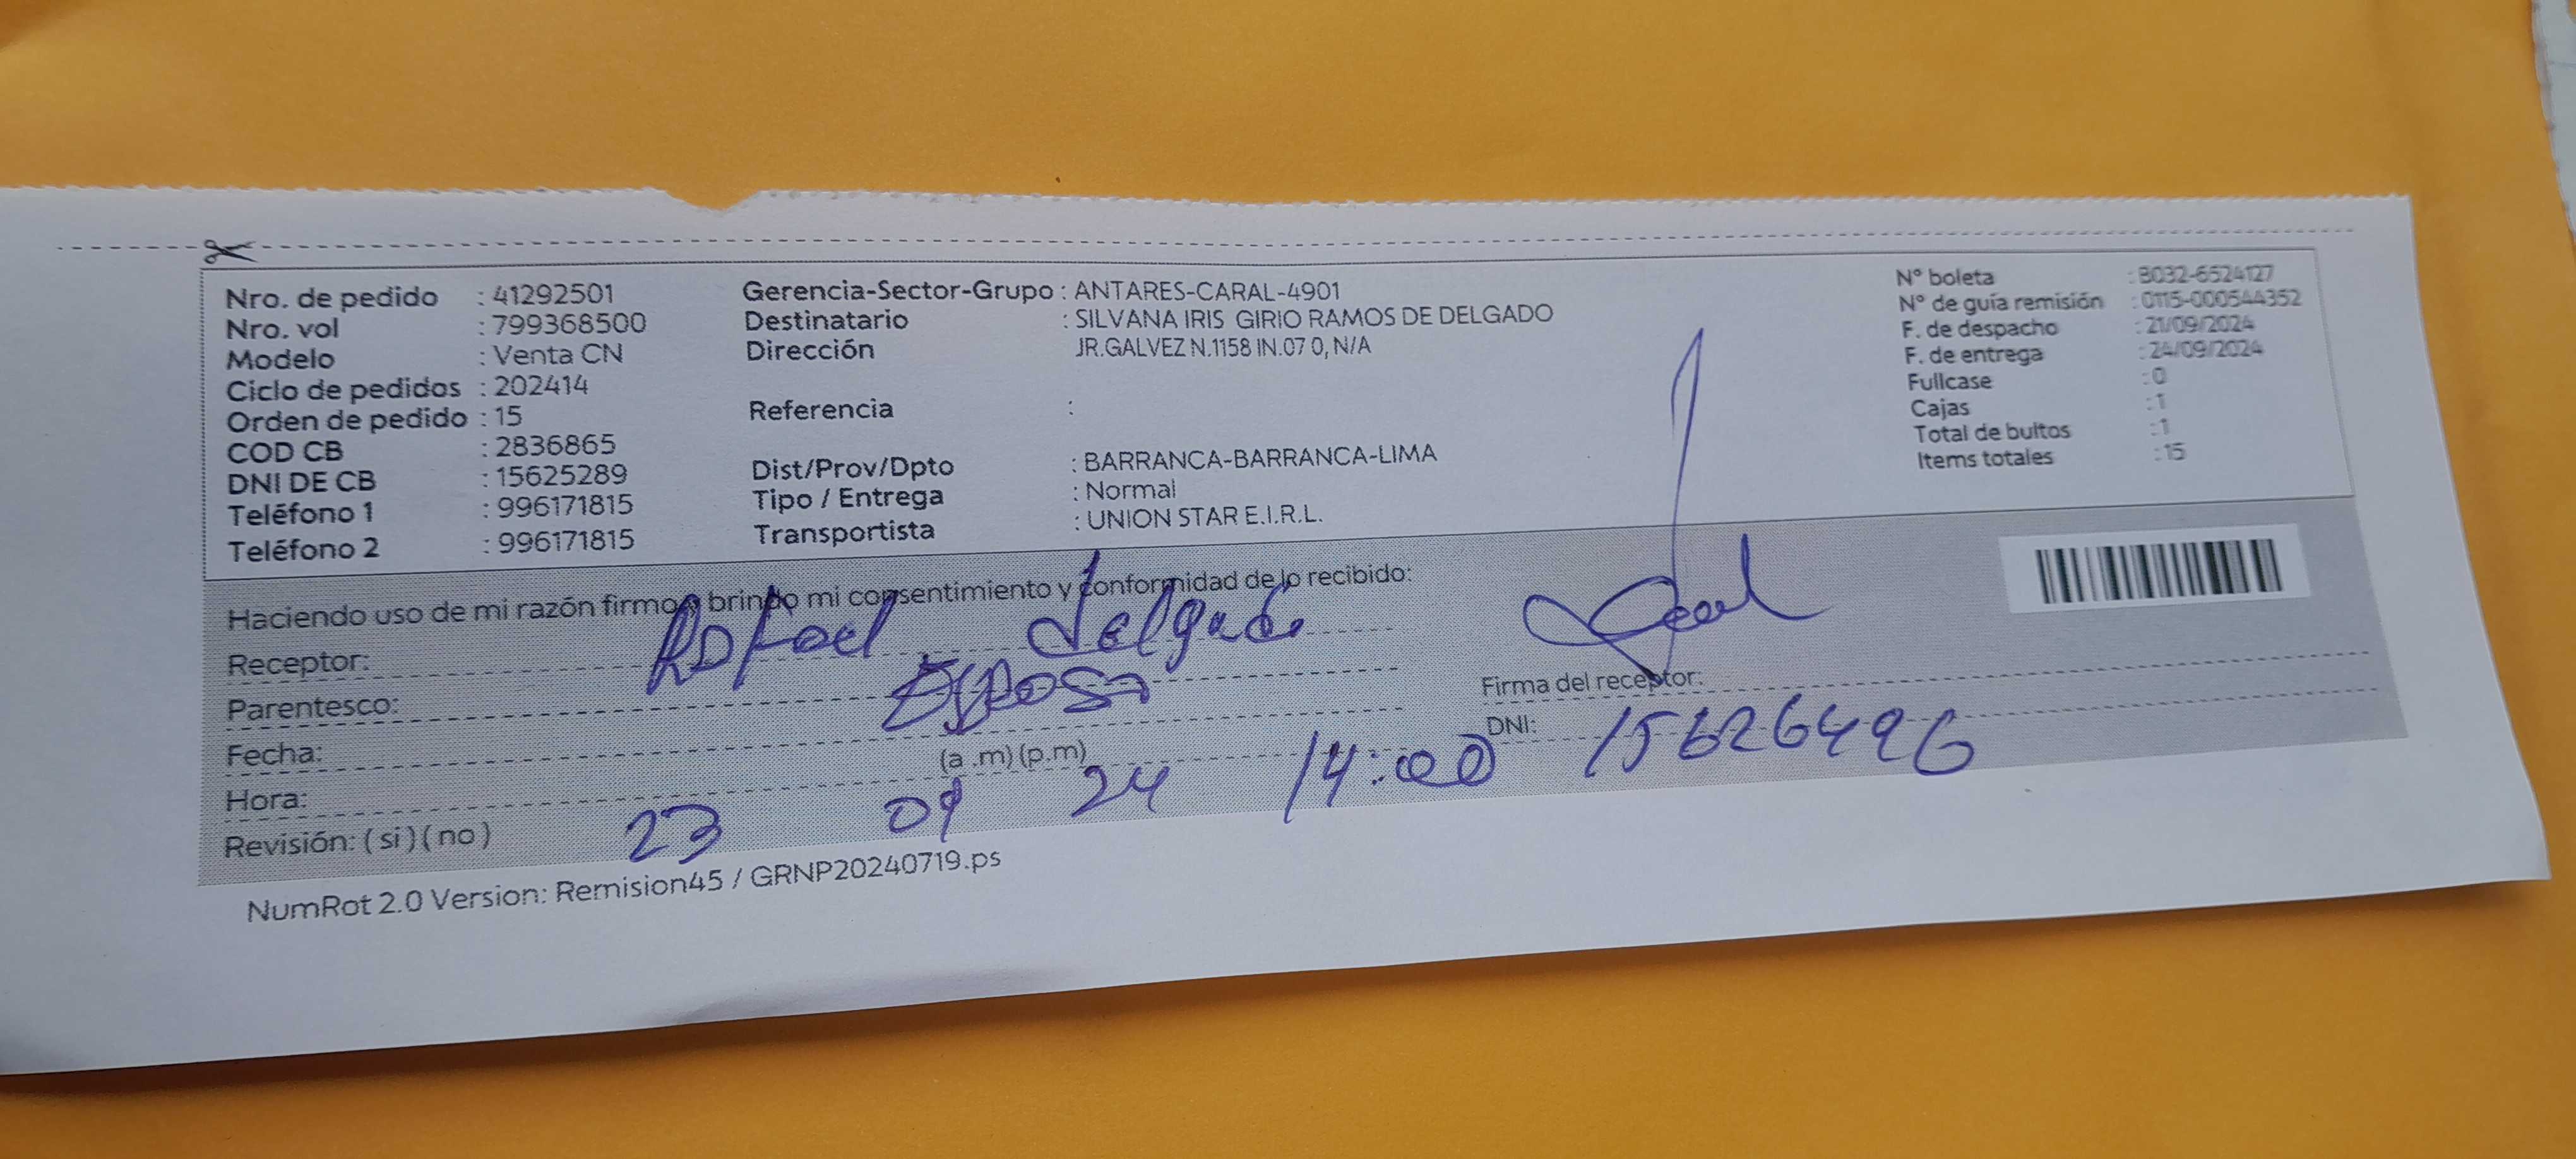 Nro. de pedido : 41292501
Nro. vol : 799368500
Modelo : Venta CN
Ciclo de pedidos : 202414
Orden de pedido : 15
COD CB : 2836865
DNI DE CB : 15625289
Teléfono 1 : 996171815
Teléfono 2 : 996171815
Gerencia-Sector-Grupo : ANTARES-CARAL-4901
Destinatario : SILVANA IRIS GIRIO RAMOS DE DELGADO
Dirección JR.GALVEZ N.1158 IN.07 0, N/A
Referencia :
Dist/Prov/Dpto : BARRANCA-BARRANCA-LIMA
Tipo / Entrega : Normal
Transportista : UNION STAR E.I.R.L.
N° boleta : B032-6524127
N° de guía remisión : 0115-000544352
F. de despacho : 21/09/2024
F. de entrega : 24/09/2024
Fullcase : 0
Cajas : 1
Total de bultos : 1
Items totales : 15
Haciendo uso de mi razón firmo y brindo mi consentimiento y conformidad de lo recibido:
Receptor: Rafael delgado
Parentesco: Esposo
Fecha:
Hora: (a .m) (p.m)
Revisión: ( si ) ( no )
23 09 24 14:00
Firma del receptor:
DNI: 15626496
NumRot 2.0 Version: Remision45 / GRNP20240719.ps